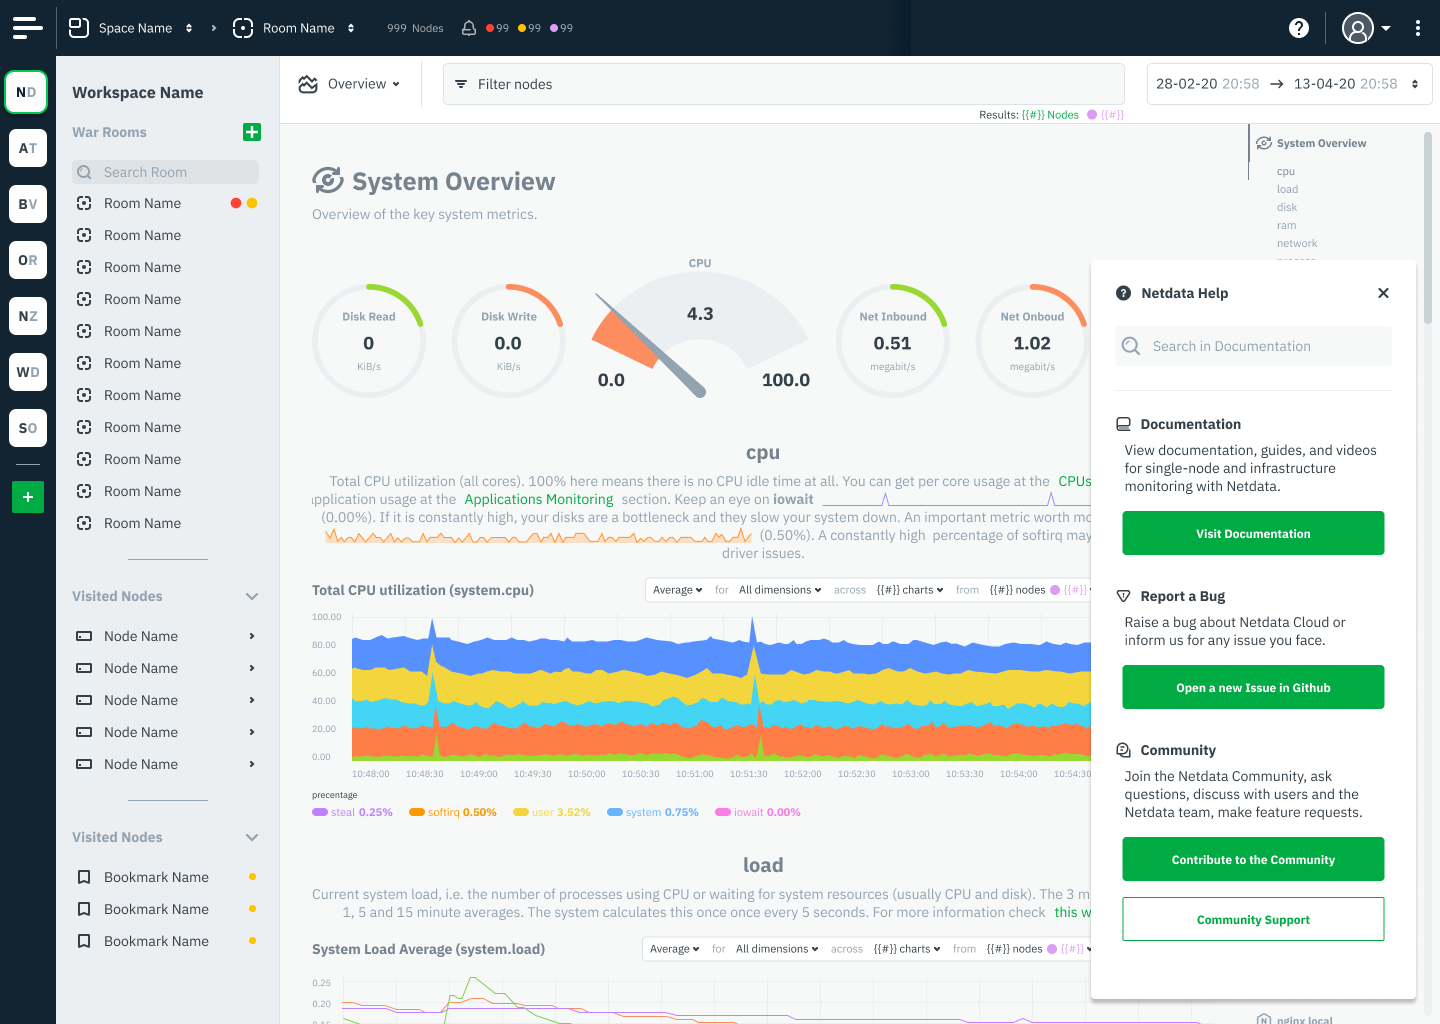 Space Name
Room Name
999 Nodes
99
99
99
Workspace Name
War Rooms
Search Room
Room Name
Room Name
Room Name
Room Name
Room Name
Room Name
Room Name
Room Name
Room Name
Room Name
Room Name
Visited Nodes
Node Name
Node Name
Node Name
Node Name
Node Name
Visited Nodes
Bookmark Name
Bookmark Name
Bookmark Name
ND
AT
BV
OR
NZ
WD
SO
+
Overview
Filter nodes
28-02-20 20:58 → 13-04-20 20:58
Results: {{#}} Nodes {{#}}
System Overview
Overview of the key system metrics.
Disk Read
0
KiB/s
Disk Write
0.0
KiB/s
CPU
4.3
0.0
100.0
Net Inbound
0.51
megabit/s
Net Onboud
1.02
megabit/s
cpu
Total CPU utilization (all cores). 100% here means there is no CPU idle time at all. You can get per core usage at the CPUs
pplication usage at the Applications Monitoring section. Keep an eye on iowait
(0.00%). If it is constantly high, your disks are a bottleneck and they slow your system down. An important metric worth mo
(0.50%). A constantly high percentage of softirq may
driver issues.
Total CPU utilization (system.cpu)
Average for All dimensions across {{#}} charts from {{#}} nodes {{#}}
100.00
80.00
60.00
40.00
20.00
0.00
10:48:00 10:48:30 10:49:00 10:49:30 10:50:00 10:50:30 10:51:00 10:51:30 10:52:00 10:52:30 10:53:00 10:53:30 10:54:00 10:54:30
precentage
steal 0.25% softirq 0.50% user 3.52% system 0.75% iowait 0.00%
load
Current system load, i.e. the number of processes using CPU or waiting for system resources (usually CPU and disk). The 3 m
1, 5 and 15 minute averages. The system calculates this once once every 5 seconds. For more information check this w
System Load Average (system.load)
Average for All dimensions across {{#}} charts from {{#}} nodes {{#}}
0.25
0.20
0.15
System Overview
cpu
load
disk
ram
network
Netdata Help
Search in Documentation
Documentation
View documentation, guides, and videos
for single-node and infrastructure
monitoring with Netdata.
Visit Documentation
Report a Bug
Raise a bug about Netdata Cloud or
inform us for any issue you face.
Open a new Issue in Github
Community
Join the Netdata Community, ask
questions, discuss with users and the
Netdata team, make feature requests.
Contribute to the Community
Community Support
nginx local